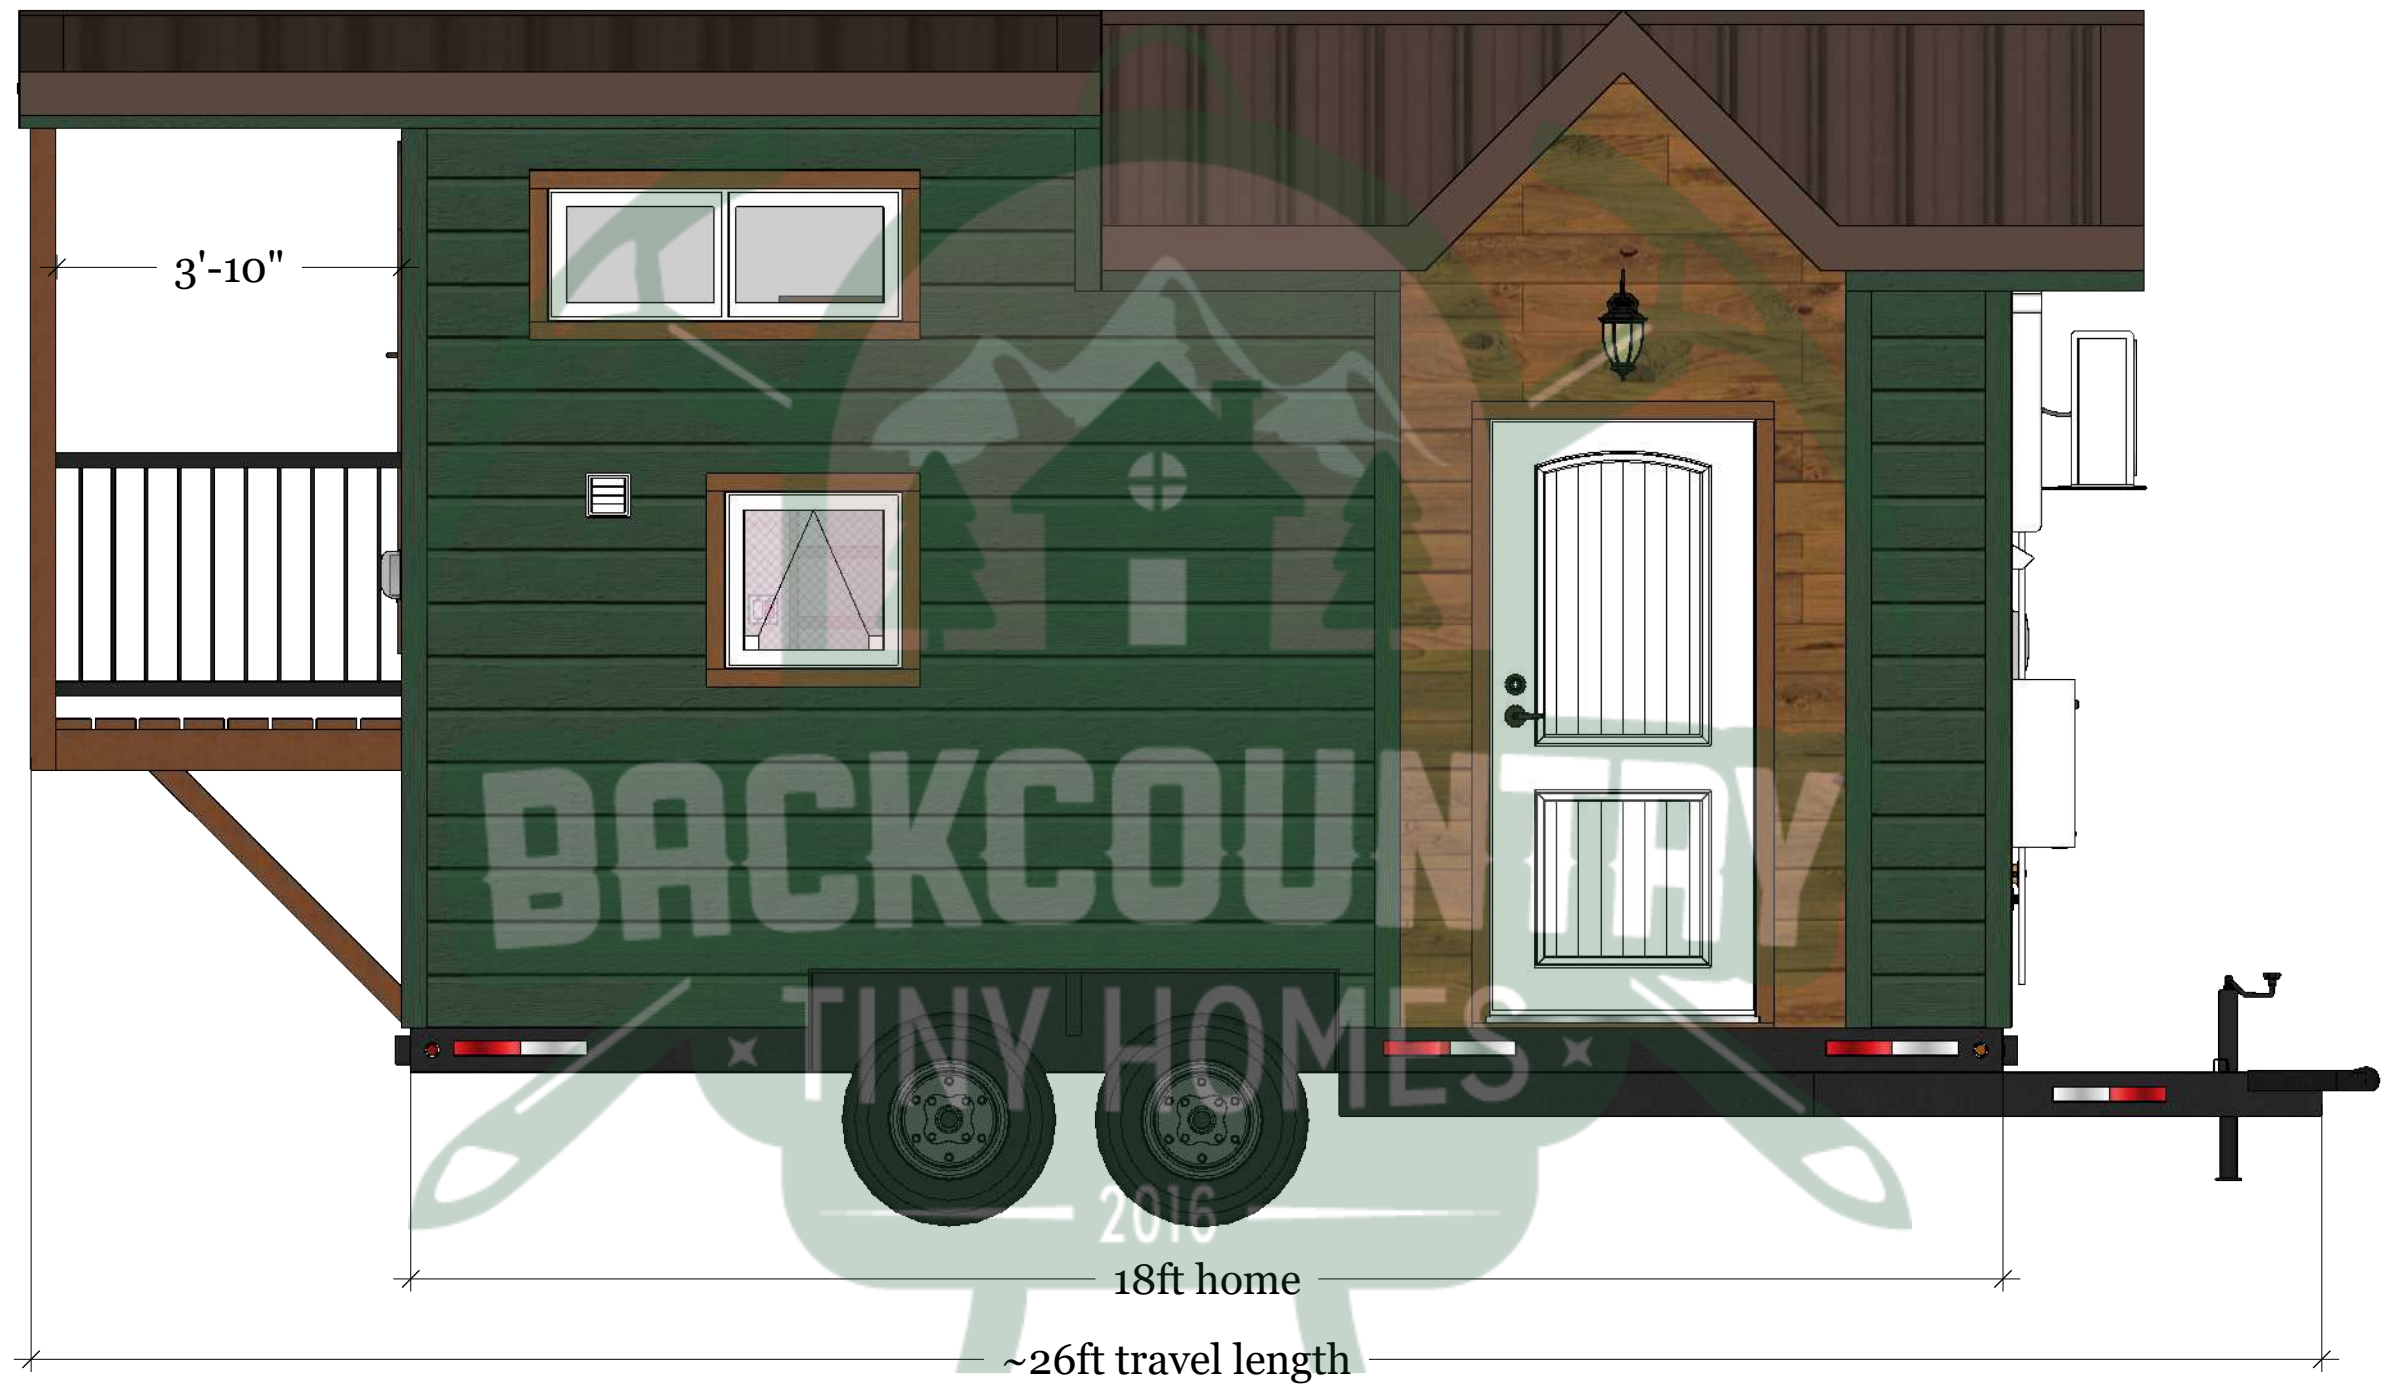 3'-10"
BACKCOUNTRY
TINY HOMES
2016
18ft home
~26ft travel length